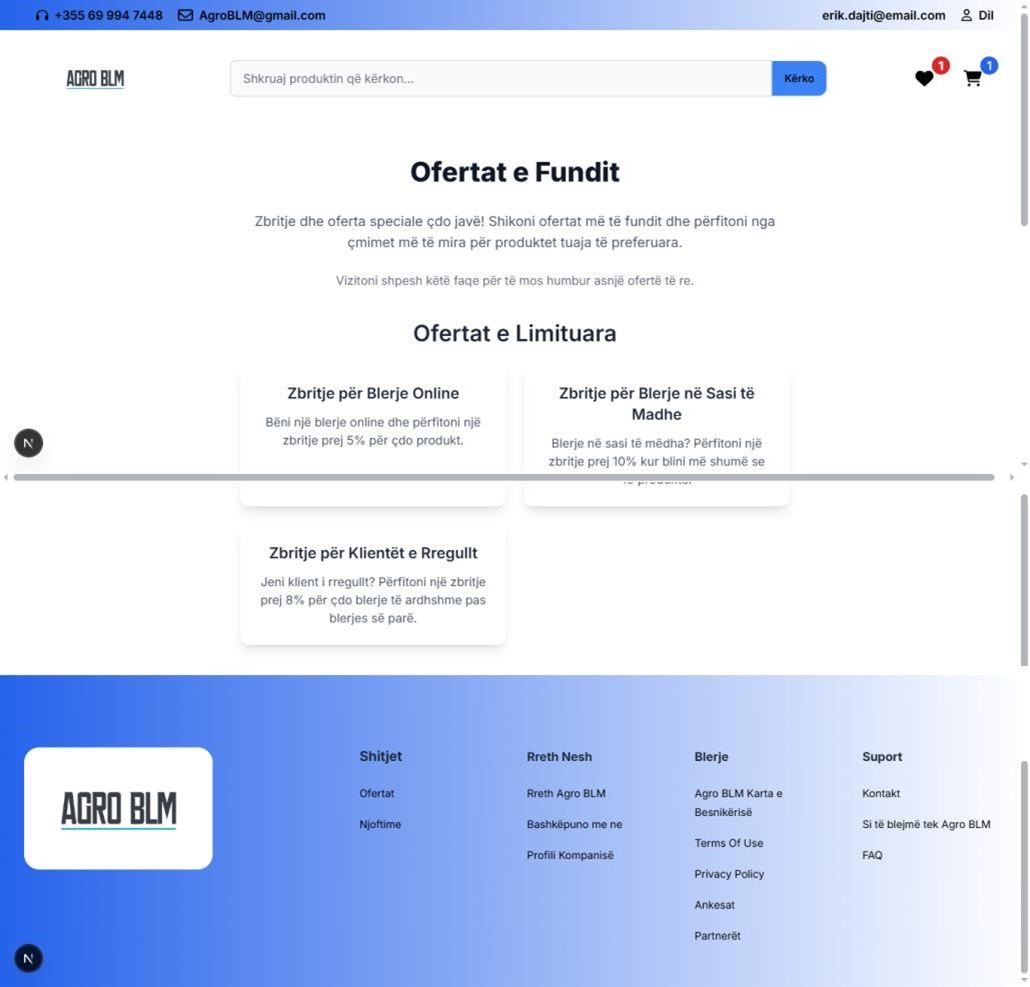 +355 69 994 7448 AgroBLM@gmail.com erik.dajti@email.com Dil
AGRO BLM Shkruaj produktin që kërkon... Kërko 1 1
Ofertat e Fundit
Zbritje dhe oferta speciale çdo javë! Shikoni ofertat më të fundit dhe përfitoni nga
çmimet më të mira për produktet tuaja të preferuara.
Vizitoni shpesh këtë faqe për të mos humbur asnjë ofertë të re.
Ofertat e Limituara
Zbritje për Blerje Online
Bëni një blerje online dhe përfitoni një
zbritje prej 5% për çdo produkt.
Zbritje për Blerje në Sasi të
Madhe
Blerje në sasi të mëdha? Përfitoni një
zbritje prej 10% kur blini më shumë se
N
Zbritje për Klientët e Rregullt
Jeni klient i rregullt? Përfitoni një zbritje
prej 8% për çdo blerje të ardhshme pas
blerjes së parë.
AGRO BLM
Shitjet
Ofertat
Njoftime
Rreth Nesh
Rreth Agro BLM
Bashkëpuno me ne
Profili Kompanisë
Blerje
Agro BLM Karta e
Besnikërisë
Terms Of Use
Privacy Policy
Ankesat
Partnerët
Suport
Kontakt
Si të blejmë tek Agro BLM
FAQ
N